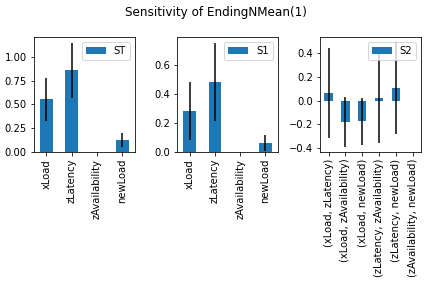 Sensitivity of EndingNMean(1)
ST
1.00
0.75
0.50
0.25
0.00
xLoad
zLatency
zAvailability
newLoad
S1
0.6
0.4
0.2
0.0
xLoad
zLatency
zAvailability
newLoad
S2
0.4
0.2
0.0
−0.2
−0.4
(xLoad, zLatency)
(xLoad, zAvailability)
(xLoad, newLoad)
(zLatency, zAvailability)
(zLatency, newLoad)
(zAvailability, newLoad)